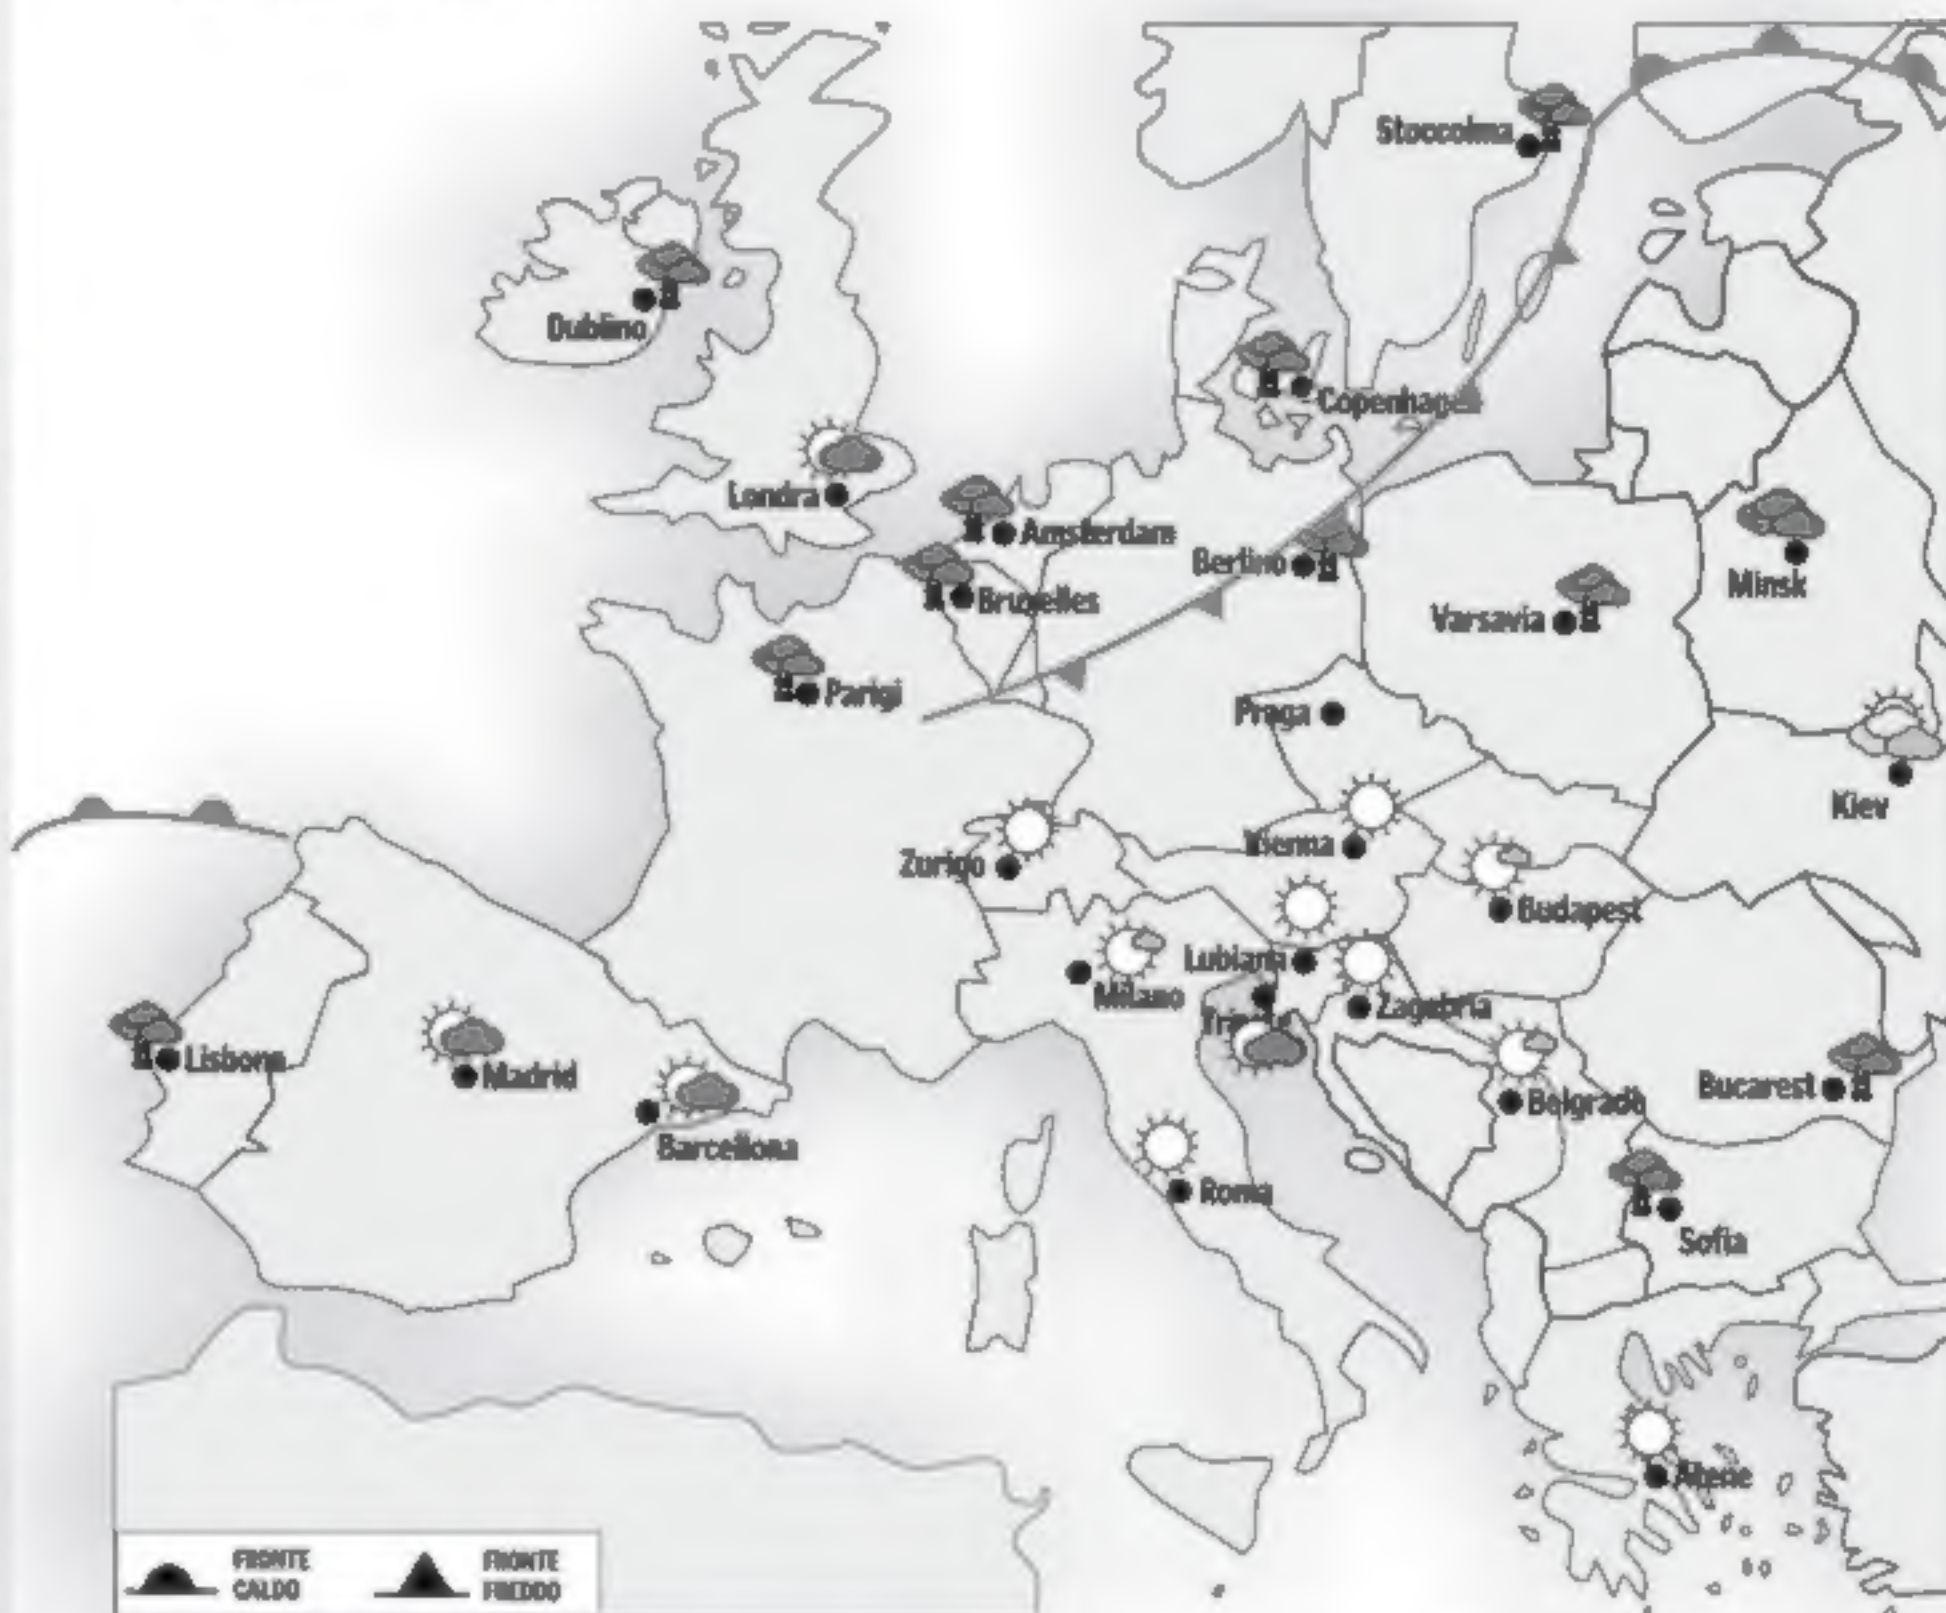 Stoccolma
Dublino
Copenhagen
Londra
Amsterdam
Berlino
Bruxelles
Minsk
Varsavia
Parigi
Praga
Kiev
Vienna
Zurigo
Budapest
Lubiana
Milano
Zagabria
Trieste
Lisbona
Madrid
Belgrado
Bucarest
Barcellona
Roma
Sofia
Atene
FRONTE
CALDO
FRONTE
FREDDO